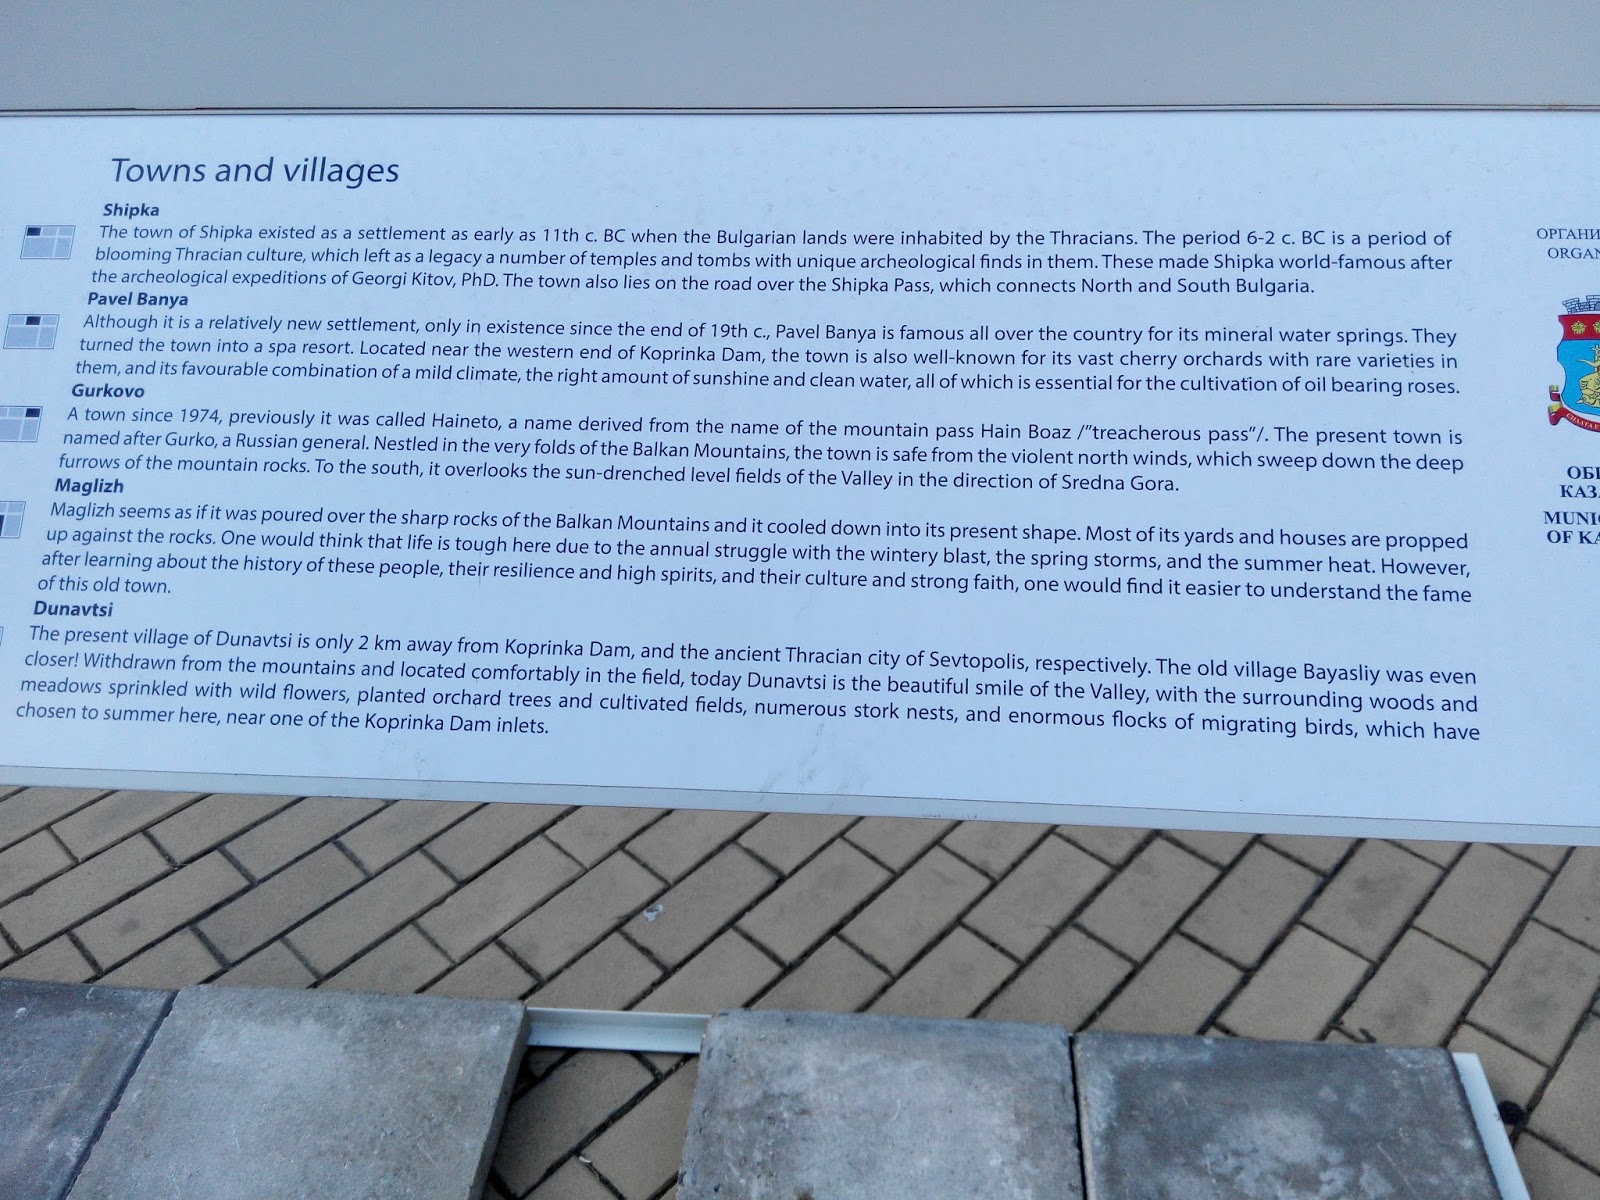 Towns and villages
Shipka
The town of Shipka existed as a settlement as early as 11th c. BC when the Bulgarian lands were inhabited by the Thracians. The period 6-2 c. BC is a period of
blooming Thracian culture, which left as a legacy a number of temples and tombs with unique archeological finds in them. These made Shipka world-famous after
the archeological expeditions of Georgi Kitov, PhD. The town also lies on the road over the Shipka Pass, which connects North and South Bulgaria.
Pavel Banya
Although it is a relatively new settlement, only in existence since the end of 19th c., Pavel Banya is famous all over the country for its mineral water springs. They
turned the town into a spa resort. Located near the western end of Koprinka Dam, the town is also well-known for its vast cherry orchards with rare varieties in
them, and its favourable combination of a mild climate, the right amount of sunshine and clean water, all of which is essential for the cultivation of oil bearing roses.
Gurkovo
A town since 1974, previously it was called Haineto, a name derived from the name of the mountain pass Hain Boaz /"treacherous pass"/. The present town is
named after Gurko, a Russian general. Nestled in the very folds of the Balkan Mountains, the town is safe from the violent north winds, which sweep down the deep
furrows of the mountain rocks. To the south, it overlooks the sun-drenched level fields of the Valley in the direction of Sredna Gora.
Maglizh
Maglizh seems as if it was poured over the sharp rocks of the Balkan Mountains and it cooled down into its present shape. Most of its yards and houses are propped
up against the rocks. One would think that life is tough here due to the annual struggle with the wintery blast, the spring storms, and the summer heat. However,
after learning about the history of these people, their resilience and high spirits, and their culture and strong faith, one would find it easier to understand the fame
of this old town.
Dunavtsi
The present village of Dunavtsi is only 2 km away from Koprinka Dam, and the ancient Thracian city of Sevtopolis, respectively. The old village Bayasliy was even
closer! Withdrawn from the mountains and located comfortably in the field, today Dunavtsi is the beautiful smile of the Valley, with the surrounding woods and
meadows sprinkled with wild flowers, planted orchard trees and cultivated fields, numerous stork nests, and enormous flocks of migrating birds, which have
chosen to summer here, near one of the Koprinka Dam inlets.
ОРГАНИ
ORGAN
ОБ
КАЗ
MUNI
OF KA